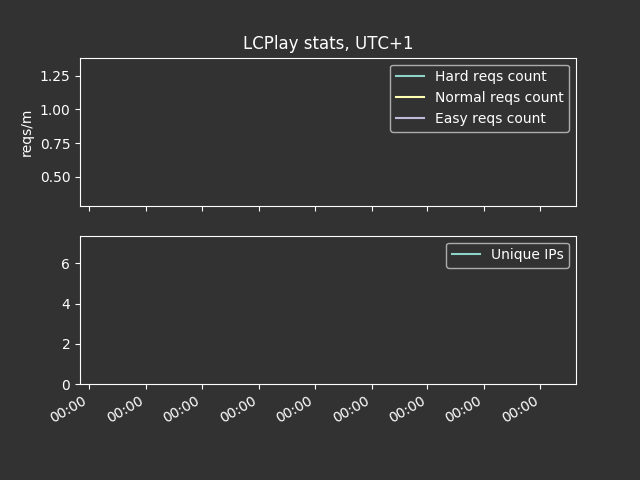 LCPlay stats, UTC+1
reqs/m
1.25
1.00
0.75
0.50
Hard reqs count
Normal reqs count
Easy reqs count
6
4
2
0
Unique IPs
00:00 00:00 00:00 00:00 00:00 00:00 00:00 00:00 00:00